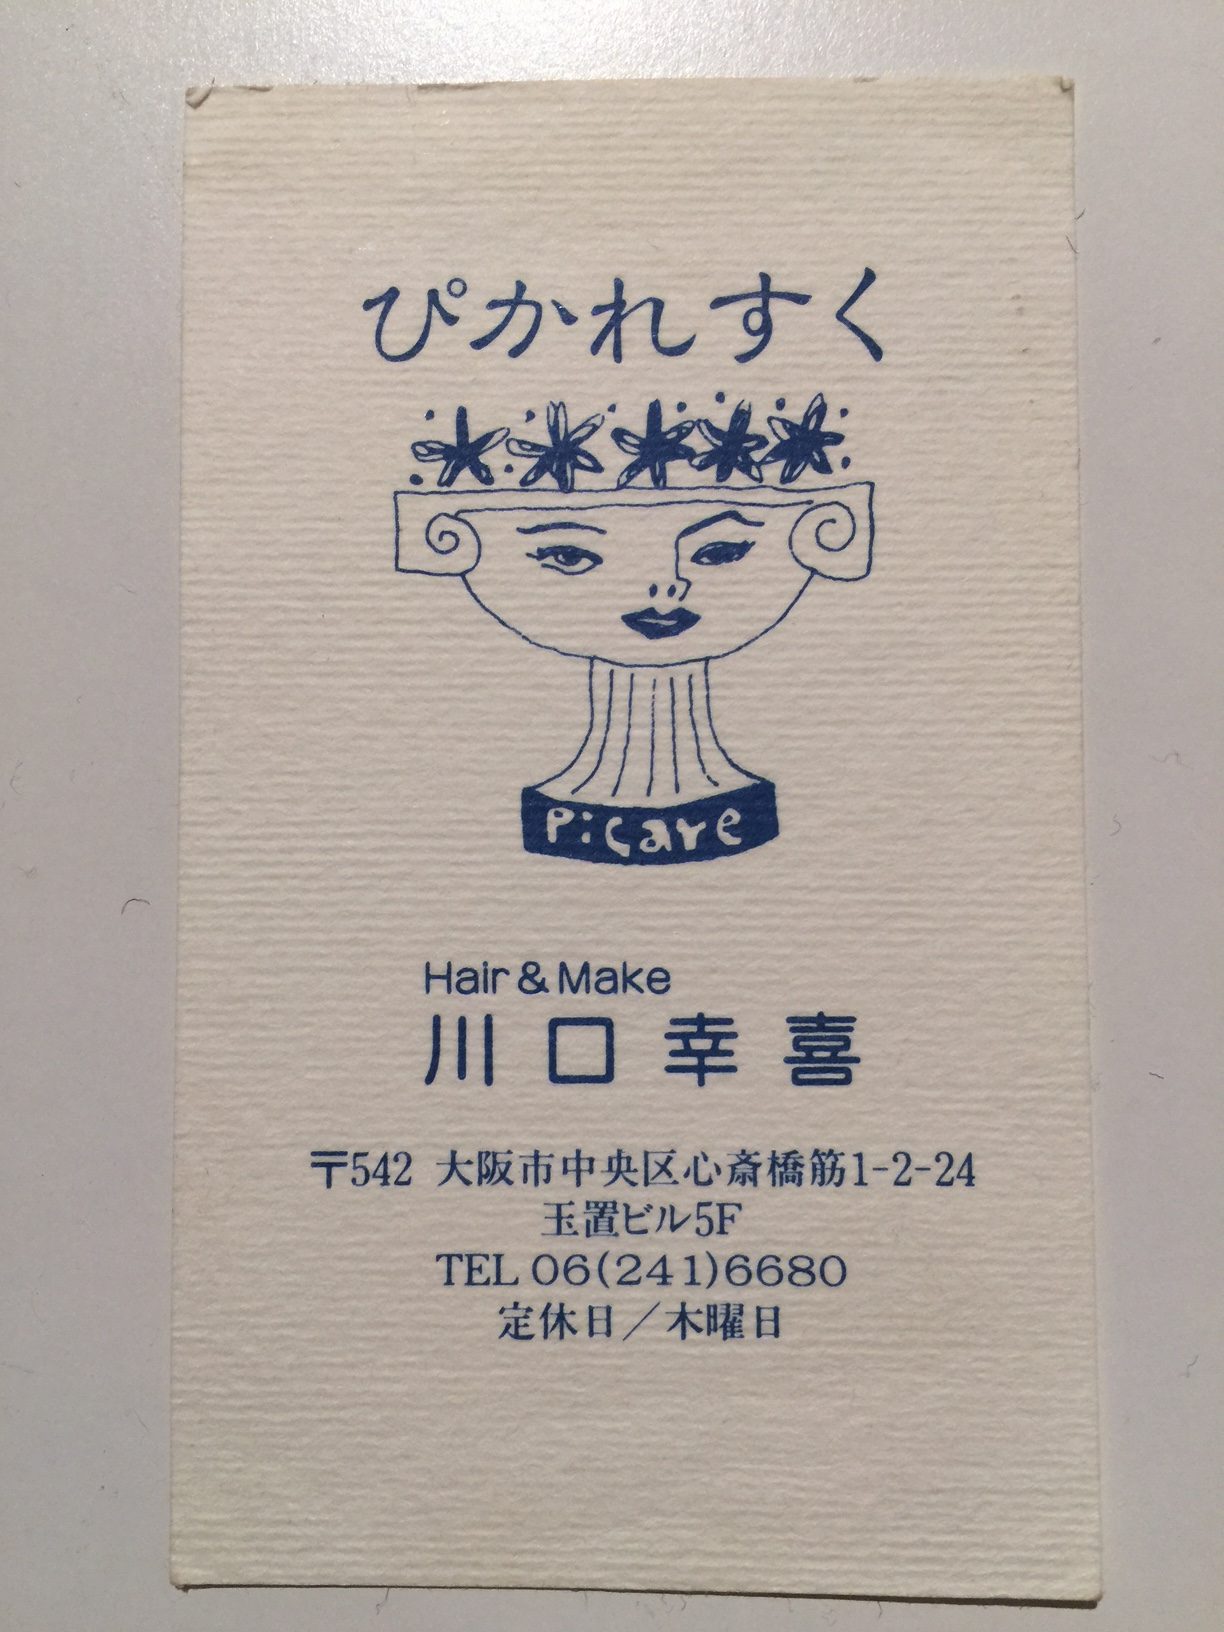 ぴかれすく
Picare
Hair & Make
川口幸喜
〒542 大阪市中央区心斎橋筋1-2-24
玉置ビル5F
TEL 06(241)6680
定休日／木曜日